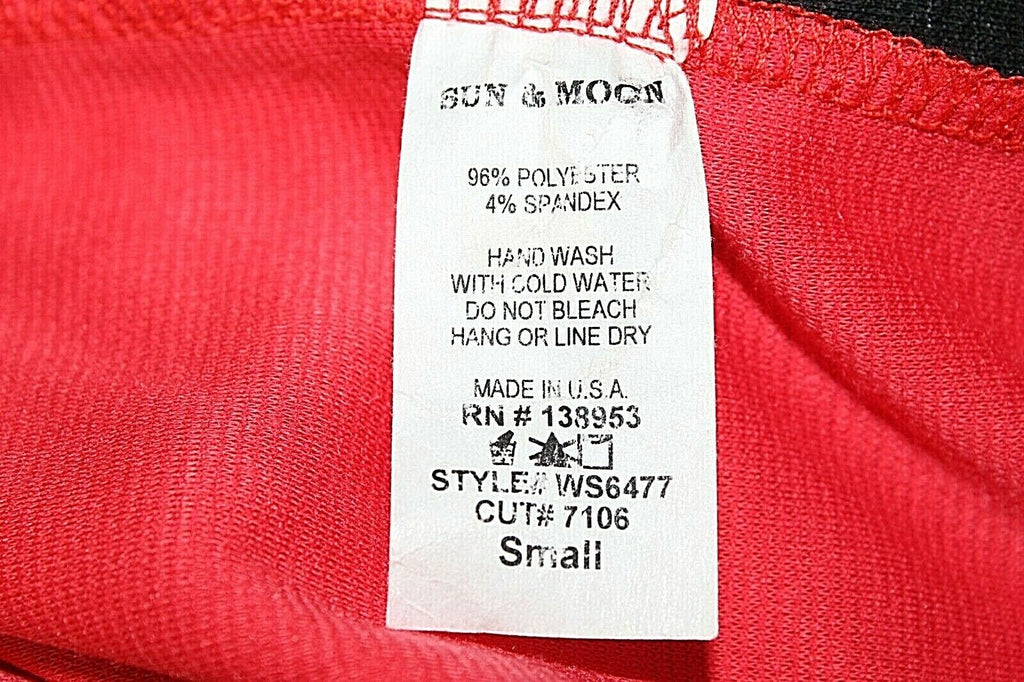 SUN & MOON
96% POLYESTER
4% SPANDEX
HAND WASH
WITH COLD WATER
DO NOT BLEACH
HANG OR LINE DRY
MADE IN U.S.A.
RN # 138953
STYLE# WS6477
CUT# 7106
Small